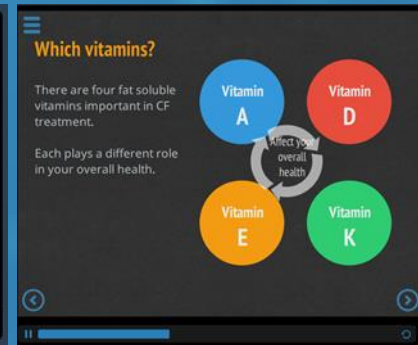 Which vitamins?
There are four fat soluble
vitamins important in CF
treatment.
Each plays a different role
in your overall health.
Vitamin
A
Vitamin
D
Affect your
overall
health
Vitamin
E
Vitamin
K